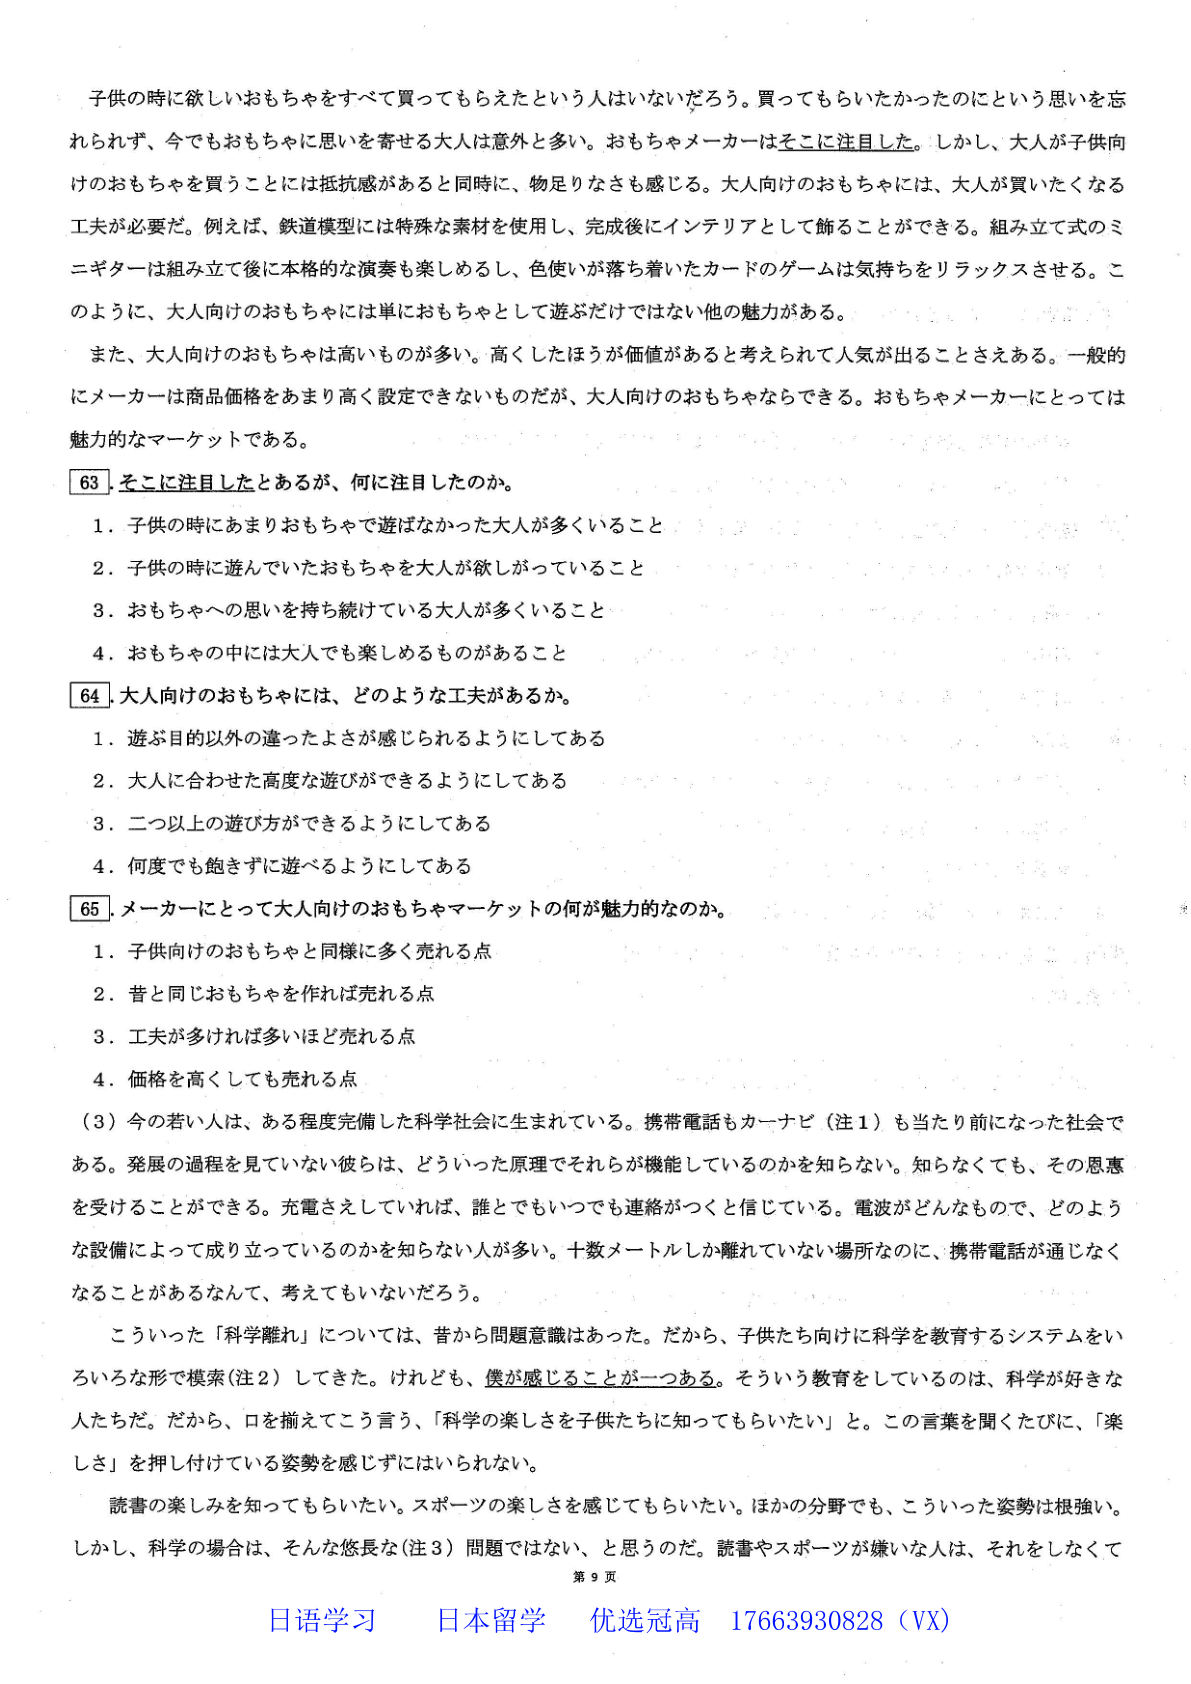 子供の時に欲しいおもちゃをすべて買ってもらえたという人はいないだろう。買ってもらいたかったのにという思いを忘
れられず、今でもおもちゃに思いを寄せる大人は意外と多い。おもちゃメーカーはそこに注目した。しかし、大人が子供向
けのおもちゃを買うことには抵抗感があると同時に、物足りなさも感じる。大人向けのおもちゃには、大人が買いたくなる
工夫が必要だ。例えば、鉄道模型には特殊な素材を使用し、完成後にインテリアとして飾ることができる。組み立て式のミ
ニギターは組み立て後に本格的な演奏も楽しめるし、色使いが落ち着いたカードのゲームは気持ちをリラックスさせる。こ
のように、大人向けのおもちゃには単におもちゃとして遊ぶだけではない他の魅力がある。
また、大人向けのおもちゃは高いものが多い。高くしたほうが価値があると考えられて人気が出ることさえある。一般的
にメーカーは商品価格をあまり高く設定できないものだが、大人向けのおもちゃならできる。おもちゃメーカーにとっては
魅力的なマーケットである。
63.そこに注目したとあるが、何に注目したのか。
1．子供の時にあまりおもちゃで遊ばなかった大人が多くいること
2．子供の時に遊んでいたおもちゃを大人が欲しがっていること
3．おもちゃへの思いを持ち続けている大人が多くいること
4．おもちゃの中には大人でも楽しめるものがあること
64.大人向けのおもちゃには、どのような工夫があるか。
1．遊ぶ目的以外の違ったよさが感じられるようにしてある
2．大人に合わせた高度な遊びができるようにしてある
3．二つ以上の遊び方ができるようにしてある
4．何度でも飽きずに遊べるようにしてある
65.メーカーにとって大人向けのおもちゃマーケットの何が魅力的なのか。
1．子供向けのおもちゃと同様に多く売れる点
2．昔と同じおもちゃを作れば売れる点
3．工夫が多ければ多いほど売れる点
4．価格を高くしても売れる点
（3）今の若い人は、ある程度完備した科学社会に生まれている。携帯電話もカーナビ（注1）も当たり前になった社会で
ある。発展の過程を見ていない彼らは、どういった原理でそれらが機能しているのかを知らない。知らなくても、その恩恵
を受けることができる。充電さえしていれば、誰とでもいつでも連絡がつくと信じている。電波がどんなもので、どのよう
な設備によって成り立っているのかを知らない人が多い。十数メートルしか離れていない場所なのに、携帯電話が通じなく
なることがあるなんて、考えてもいないだろう。
こういった「科学離れ」については、昔から問題意識はあった。だから、子供たち向けに科学を教育するシステムをい
ろいろな形で模索(注2）してきた。けれども、僕が感じることが一つある。そういう教育をしているのは、科学が好きな
人たちだ。だから、口を揃えてこう言う、「科学の楽しさを子供たちに知ってもらいたい」と。この言葉を聞くたびに、「楽
しさ」を押し付けている姿勢を感じずにはいられない。
読書の楽しみを知ってもらいたい。スポーツの楽しさを感じてもらいたい。ほかの分野でも、こういった姿勢は根強い。
しかし、科学の場合は、そんな悠長な(注3）問題ではない、と思うのだ。読書やスポーツが嫌いな人は、それをしなくて
第 9 页
日语学习 日本留学 优选冠高 17663930828（VX)